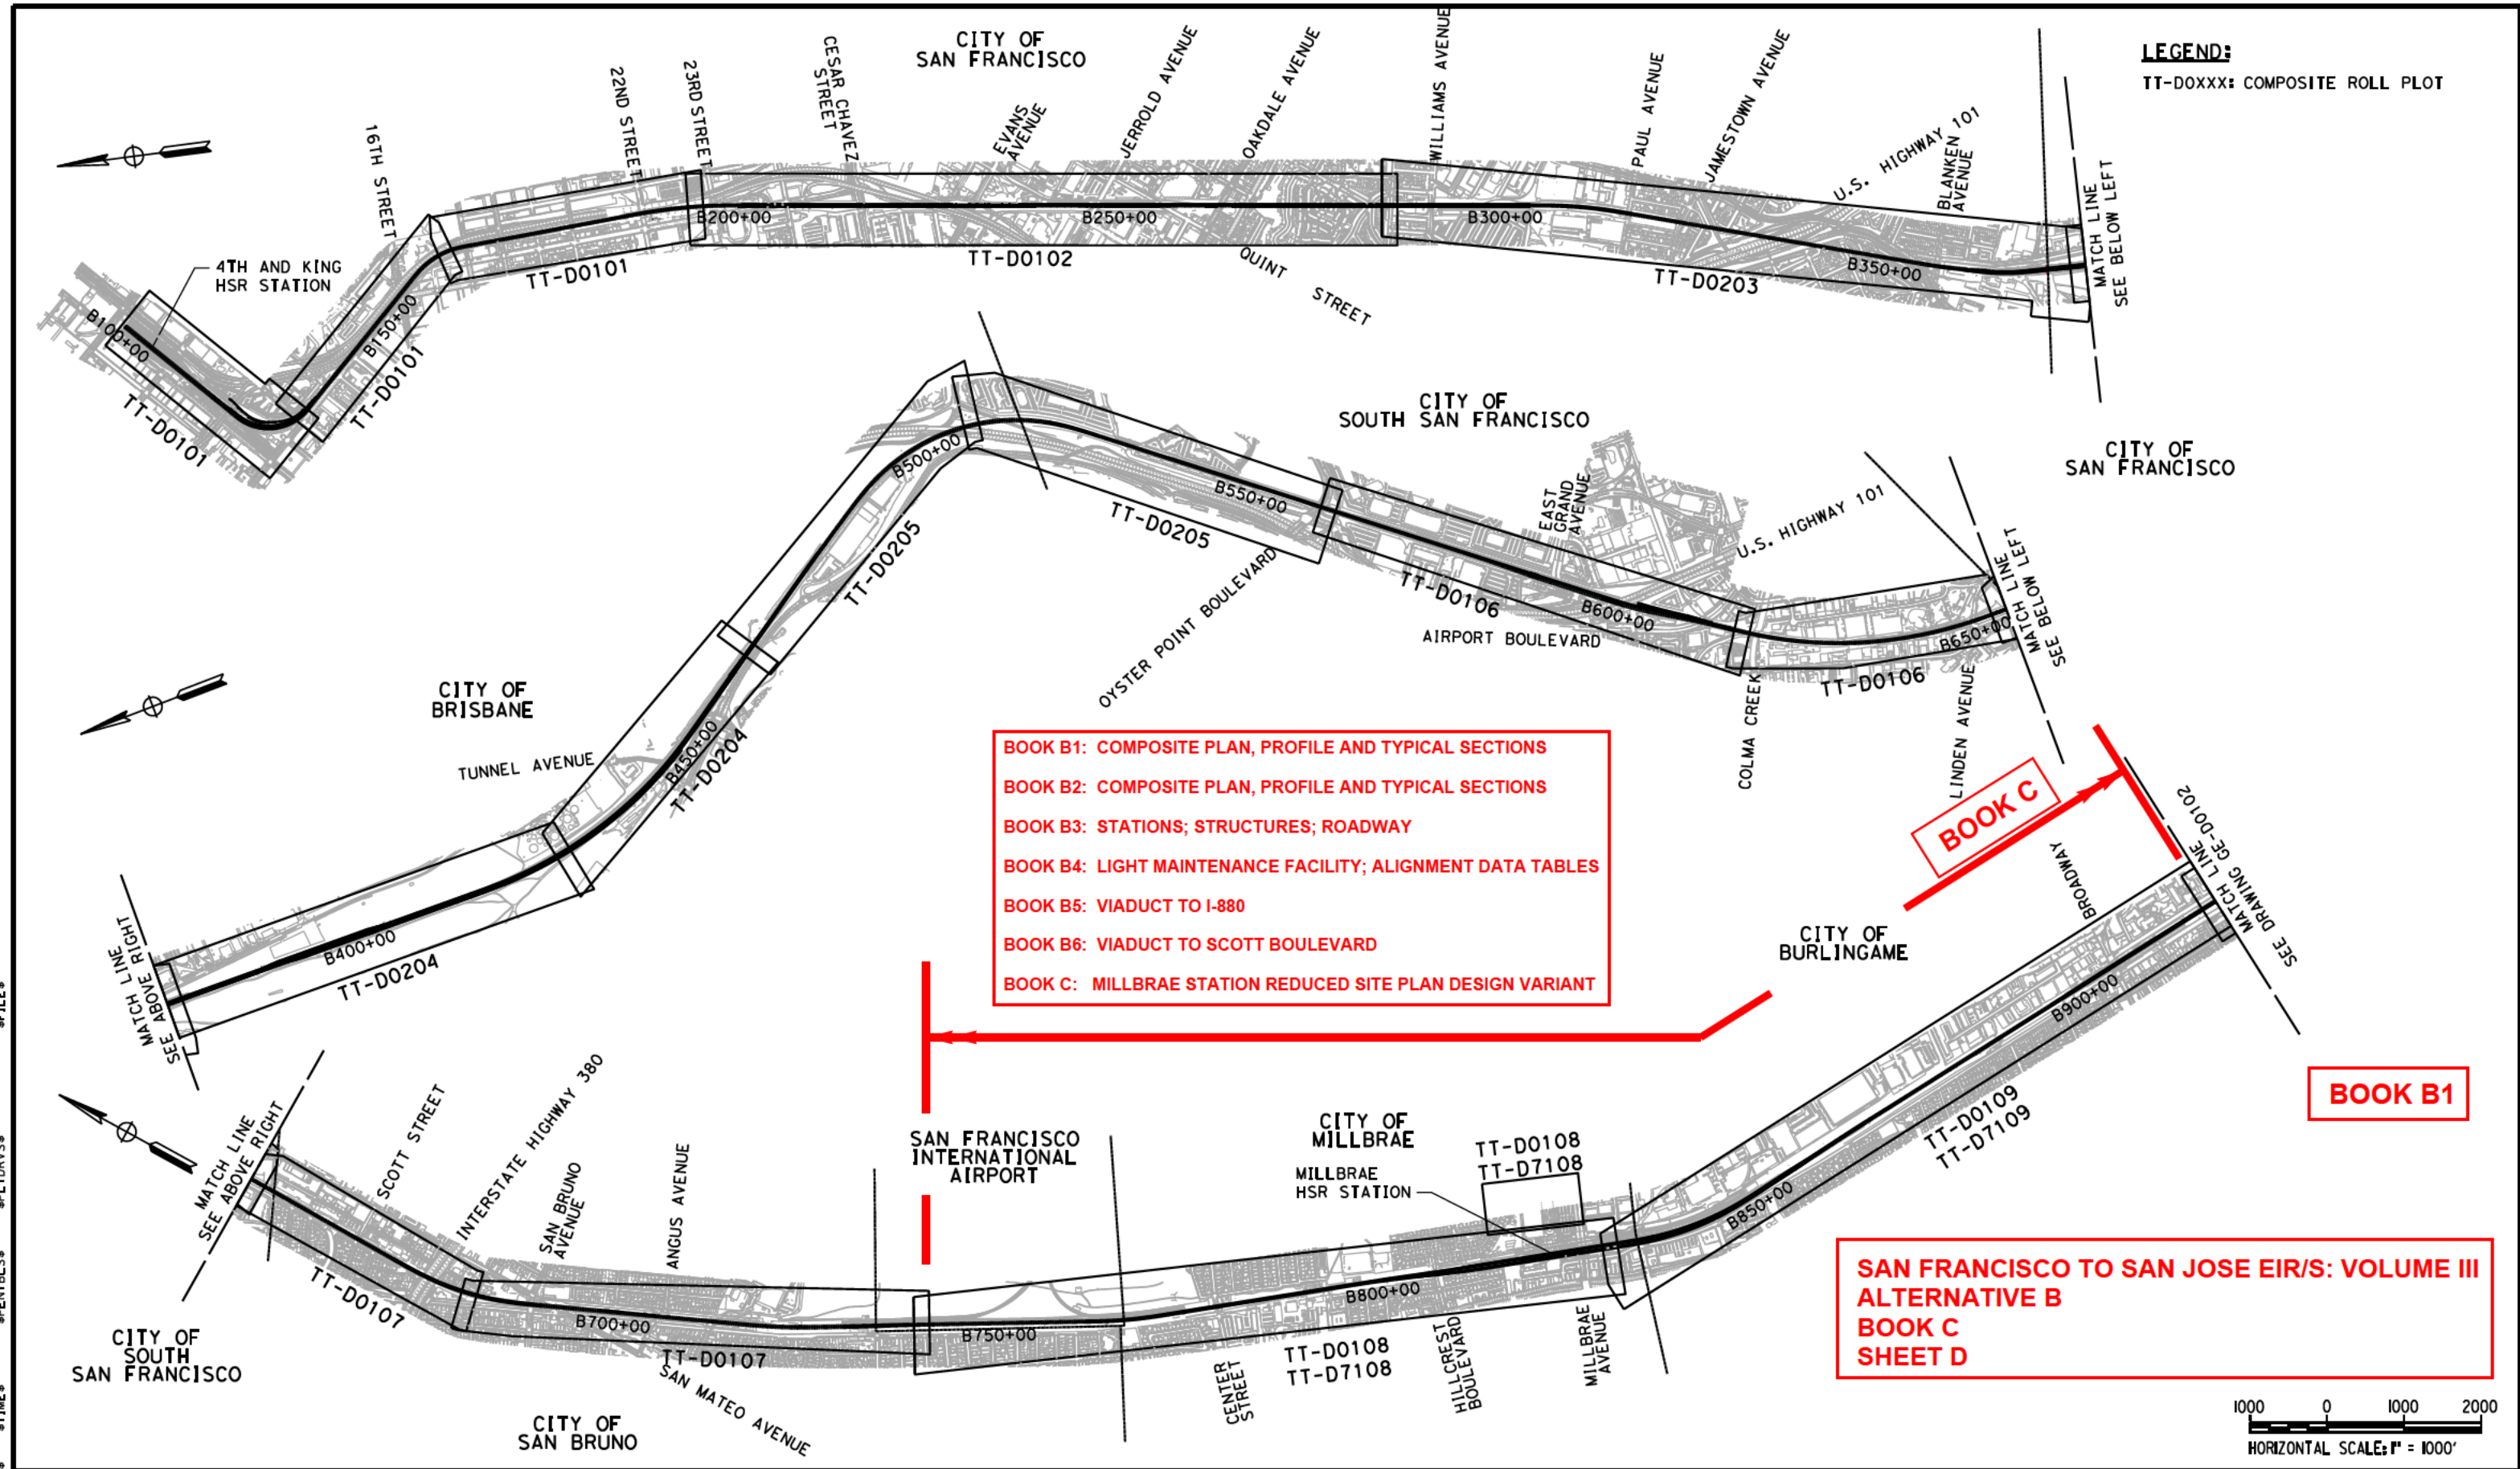 CITY OF
SAN FRANCISCO
LEGEND:
TT-D0XXX: COMPOSITE ROLL PLOT
16TH STREET
22ND STREET
23RD STREET
CESAR CHAVEZ
STREET
EVANS
AVENUE
JERROLD AVENUE
OAKDALE AVENUE
WILLIAMS AVENUE
PAUL AVENUE
JAMESTOWN AVENUE
U.S. HIGHWAY 101
BLANKEN
AVENUE
MATCH LINE
SEE BELOW LEFT
4TH AND KING
HSR STATION
B100+00
B150+00
B200+00
B250+00
B300+00
B350+00
TT-D0101
TT-D0101
TT-D0101
TT-D0102
QUINT STREET
TT-D0203
CITY OF
SOUTH SAN FRANCISCO
CITY OF
SAN FRANCISCO
CITY OF
BRISBANE
TUNNEL AVENUE
MATCH LINE
SEE ABOVE RIGHT
B400+00
TT-D0204
B450+00
TT-D0204
B500+00
TT-D0205
B550+00
TT-D0205
OYSTER POINT BOULEVARD
EAST
GRAND
AVENUE
TT-D0106
B600+00
AIRPORT BOULEVARD
U.S. HIGHWAY 101
COLMA CREEK
TT-D0106
B650+00
LINDEN AVENUE
MATCH LINE
SEE BELOW LEFT
BOOK B1: COMPOSITE PLAN, PROFILE AND TYPICAL SECTIONS
BOOK B2: COMPOSITE PLAN, PROFILE AND TYPICAL SECTIONS
BOOK B3: STATIONS; STRUCTURES; ROADWAY
BOOK B4: LIGHT MAINTENANCE FACILITY; ALIGNMENT DATA TABLES
BOOK B5: VIADUCT TO I-880
BOOK B6: VIADUCT TO SCOTT BOULEVARD
BOOK C: MILLBRAE STATION REDUCED SITE PLAN DESIGN VARIANT
BOOK C
MATCH LINE
SEE DRAWING GE-D0102
BROADWAY
CITY OF
BURLINGAME
BOOK B1
MATCH LINE
SEE ABOVE RIGHT
SCOTT STREET
INTERSTATE HIGHWAY 380
SAN BRUNO
AVENUE
ANGUS AVENUE
SAN FRANCISCO
INTERNATIONAL
AIRPORT
CITY OF
MILLBRAE
MILLBRAE
HSR STATION
TT-D0108
TT-D7108
B700+00
B750+00
B800+00
B850+00
B900+00
TT-D0107
TT-D0107
TT-D0108
TT-D7108
TT-D0109
TT-D7109
SAN MATEO AVENUE
CENTER
STREET
HILLCREST
BOULEVARD
MILLBRAE
AVENUE
CITY OF
SOUTH
SAN FRANCISCO
CITY OF
SAN BRUNO
SAN FRANCISCO TO SAN JOSE EIR/S: VOLUME III
ALTERNATIVE B
BOOK C
SHEET D
1000 0 1000 2000
HORIZONTAL SCALE: 1" = 1000'